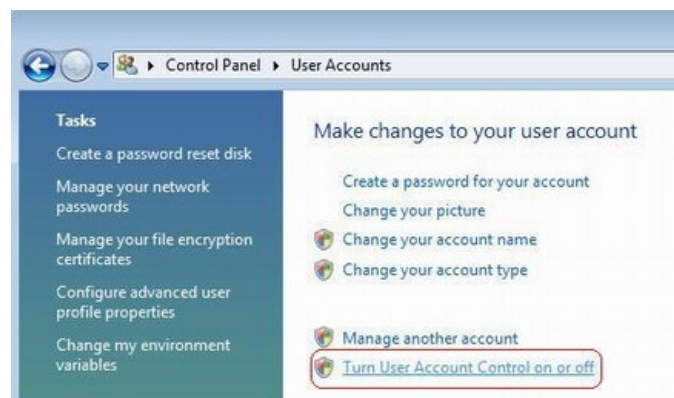 Control Panel ▸ User Accounts
Tasks
Create a password reset disk
Manage your network
passwords
Manage your file encryption
certificates
Configure advanced user
profile properties
Change my environment
variables
Make changes to your user account
Create a password for your account
Change your picture
Change your account name
Change your account type
Manage another account
Turn User Account Control on or off